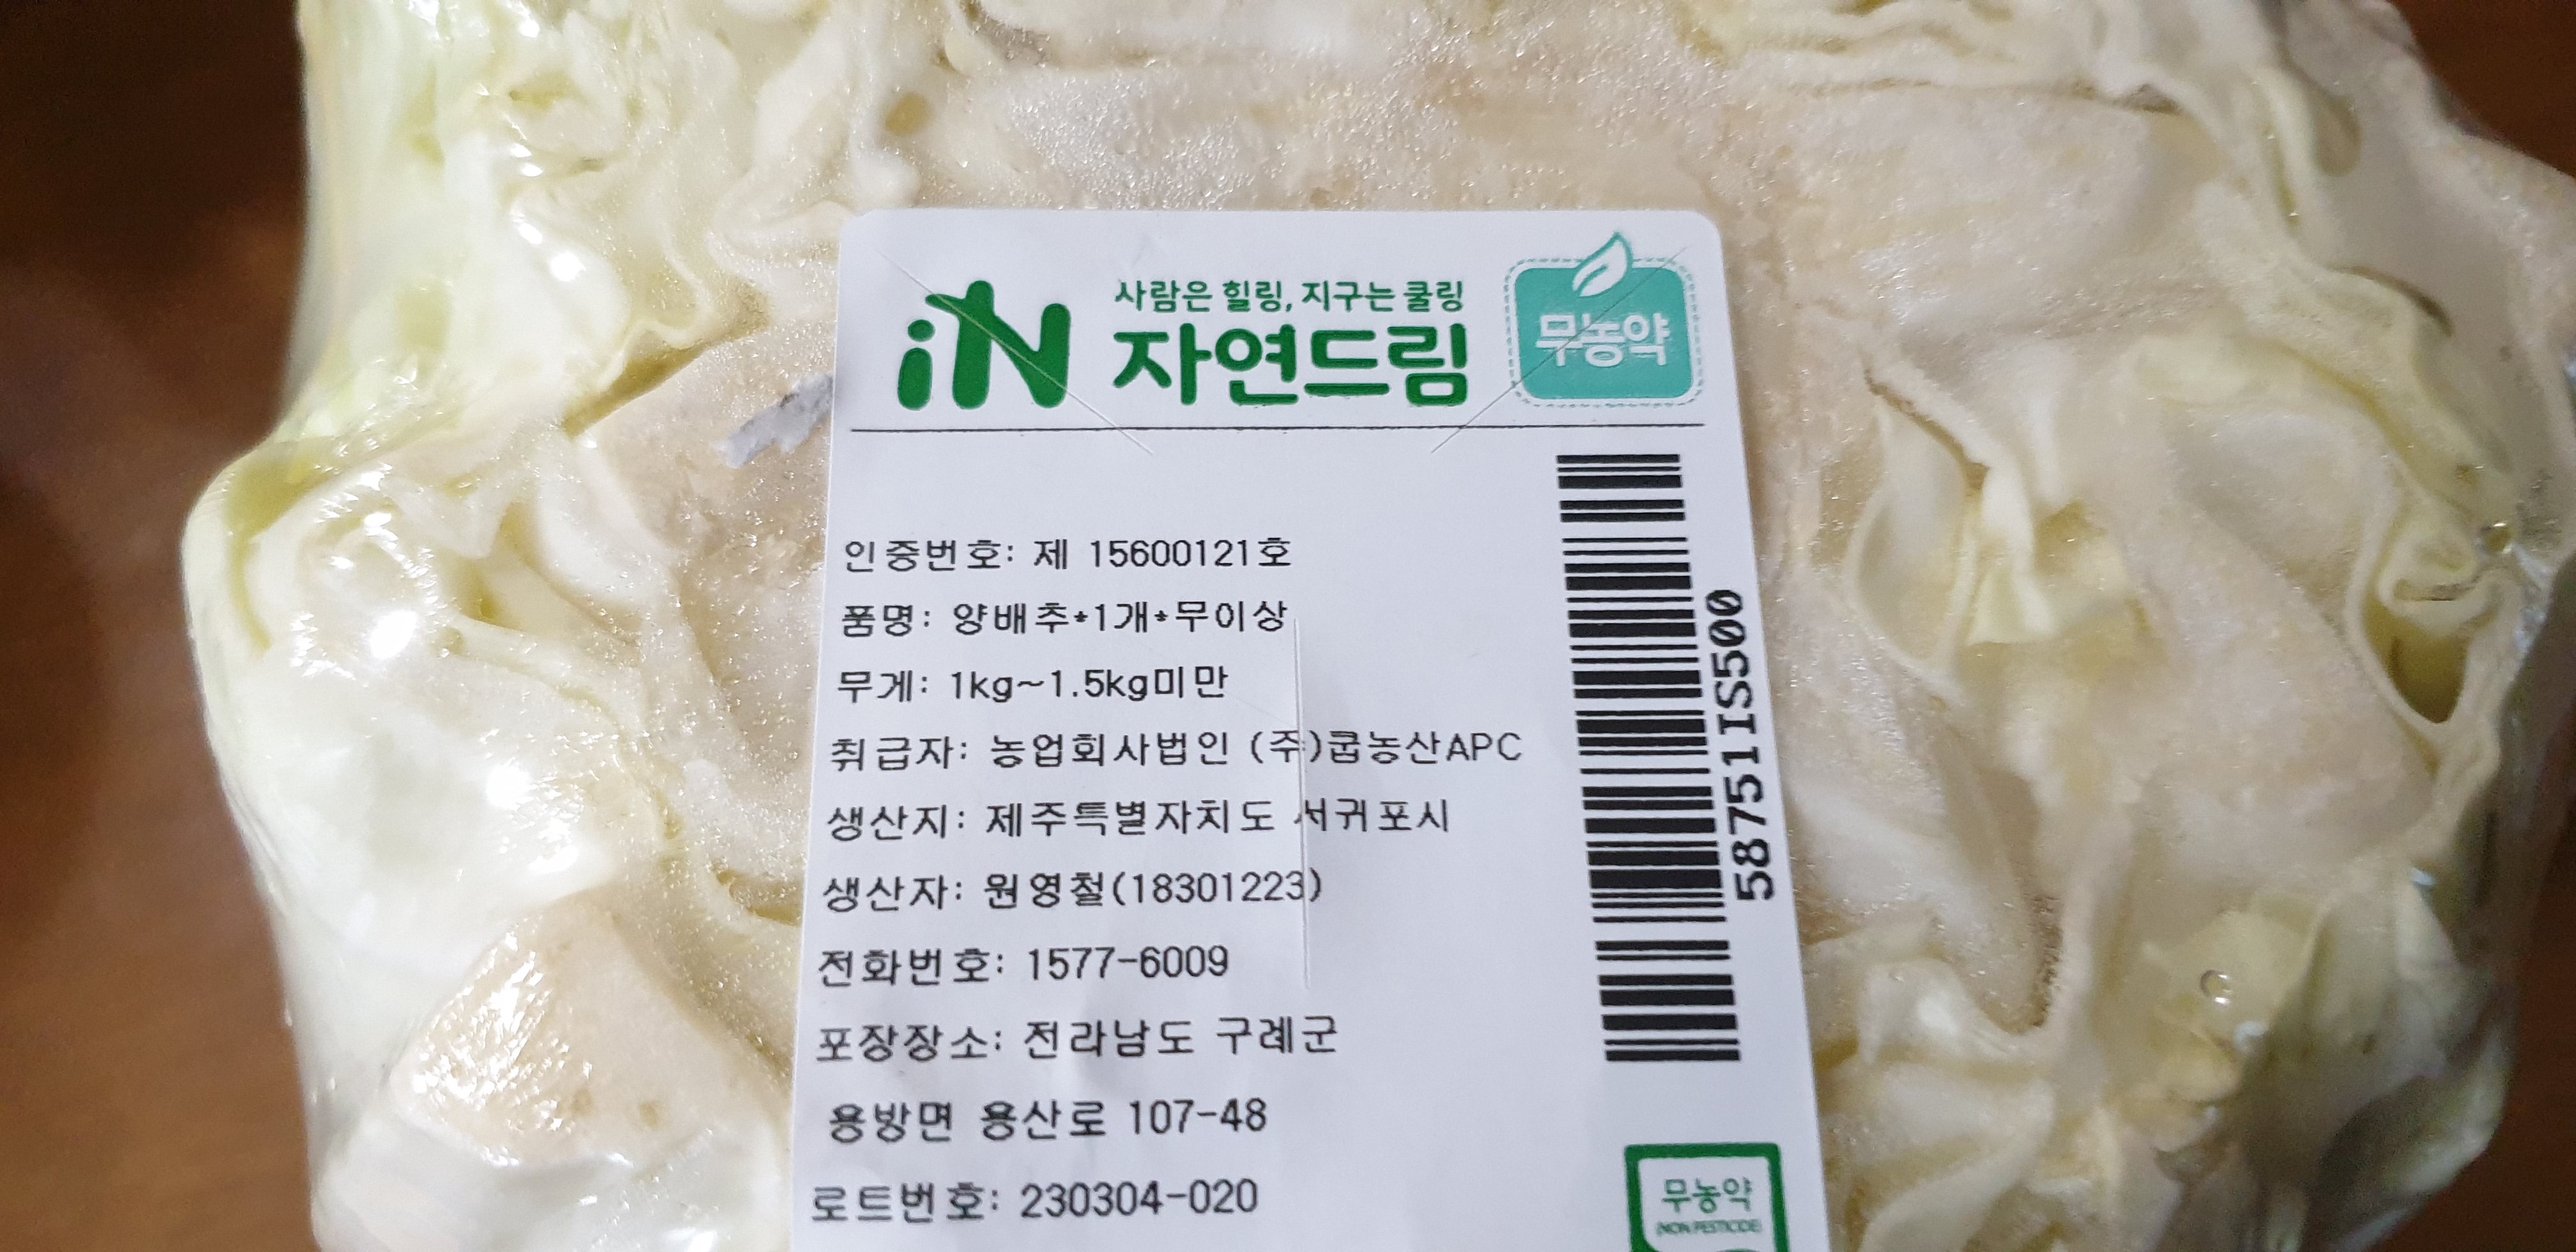 iN
사람은 힐링, 지구는 쿨링
자연드림
무농약
인증번호: 제 15600121호
품명: 양배추*1개*무이상
무게: 1kg~1.5kg미만
취급자: 농업회사법인 (주)쿱농산APC
생산지: 제주특별자치도 서귀포시
생산자: 원영철(18301223)
전화번호: 1577-6009
포장장소: 전라남도 구례군
용방면 용산로 107-48
로트번호: 230304-020
58751IS500
무농약
(NON PESTICIDE)